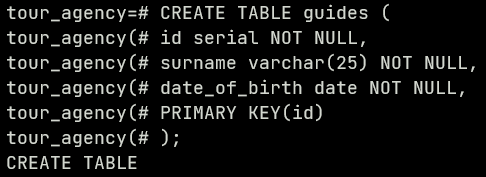 tour_agency=# CREATE TABLE guides (
tour_agency(# id serial NOT NULL,
tour_agency(# surname varchar(25) NOT NULL,
tour_agency(# date_of_birth date NOT NULL,
tour_agency(# PRIMARY KEY(id)
tour_agency(# );
CREATE TABLE